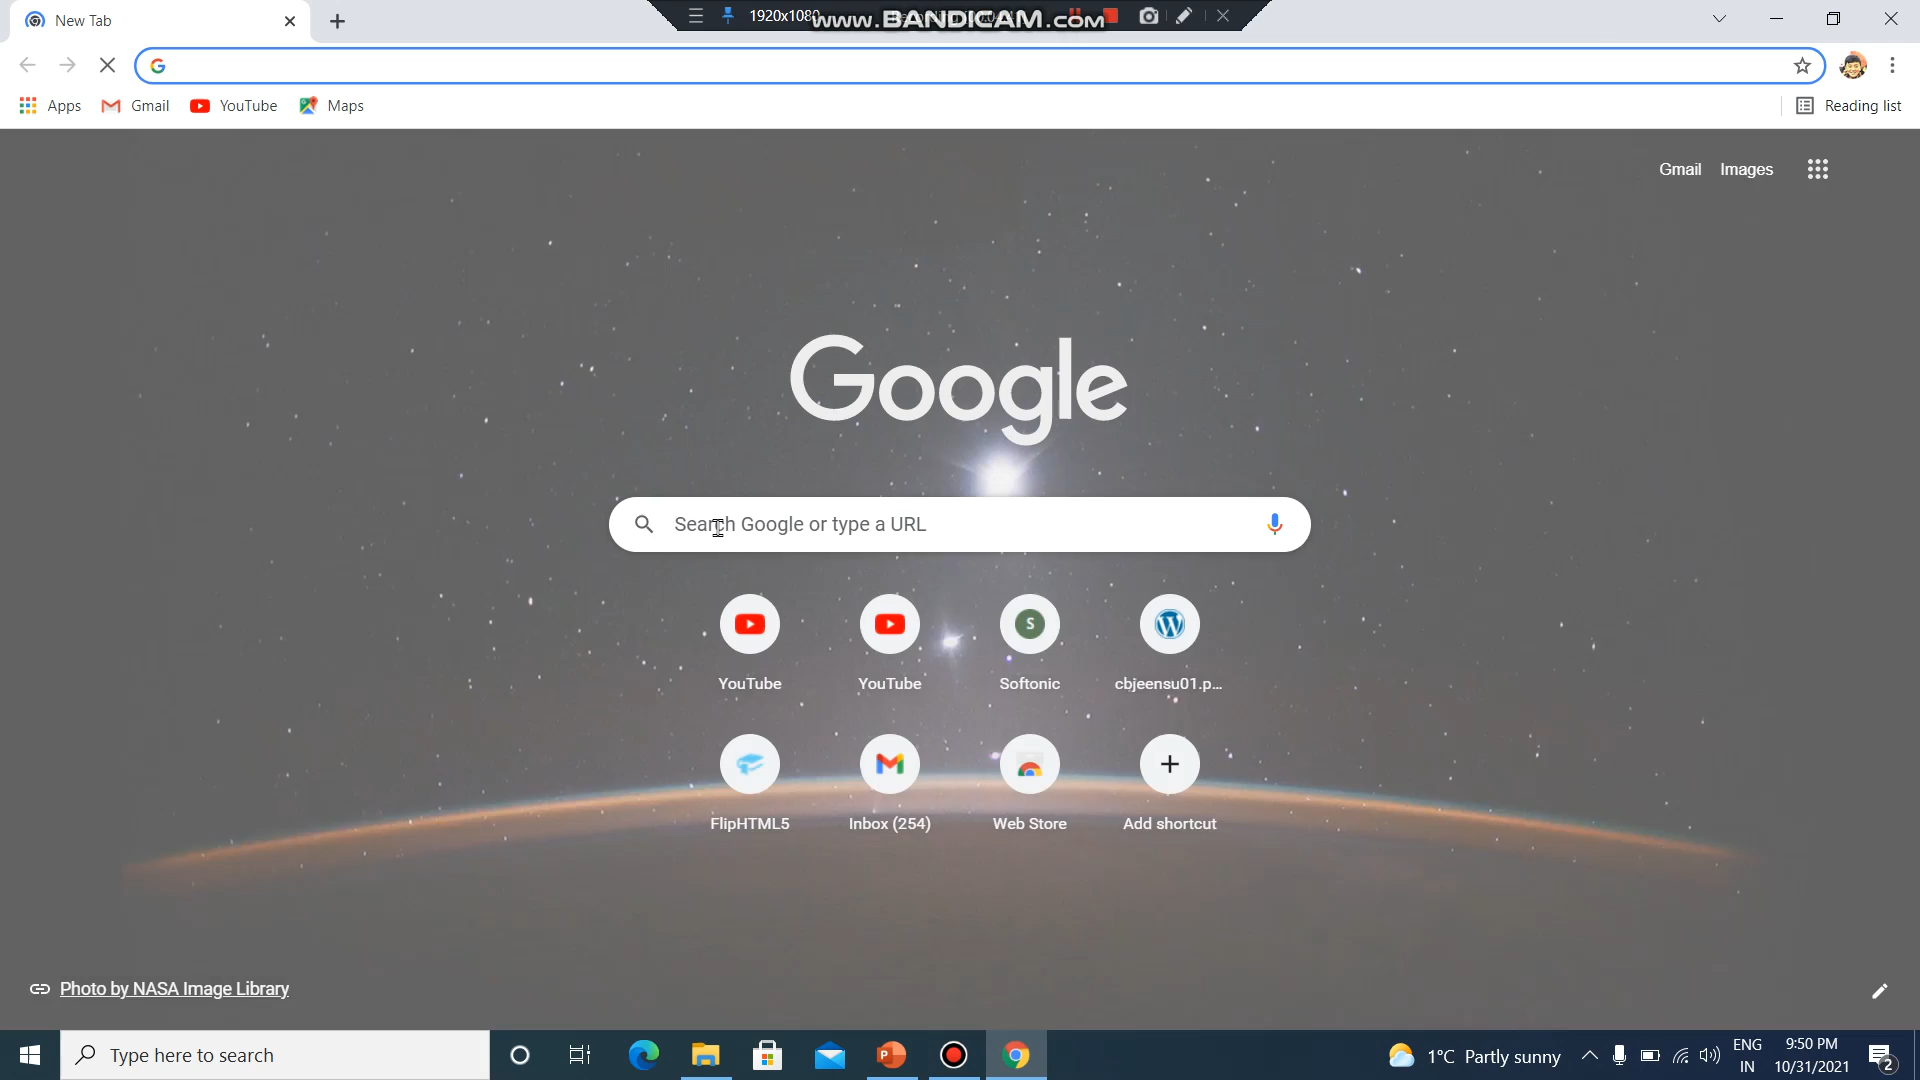 New Tab
1920x1080
www.BANDICAM.com
Apps
Gmail
YouTube
Maps
Reading list
Gmail
Images
Google
Search Google or type a URL
YouTube
YouTube
S
Softonic
cbjeensu01.p...
FlipHTML5
Inbox (254)
Web Store
Add shortcut
Photo by NASA Image Library
Type here to search
1°C Partly sunny
ENG
IN
9:50 PM
10/31/2021
2